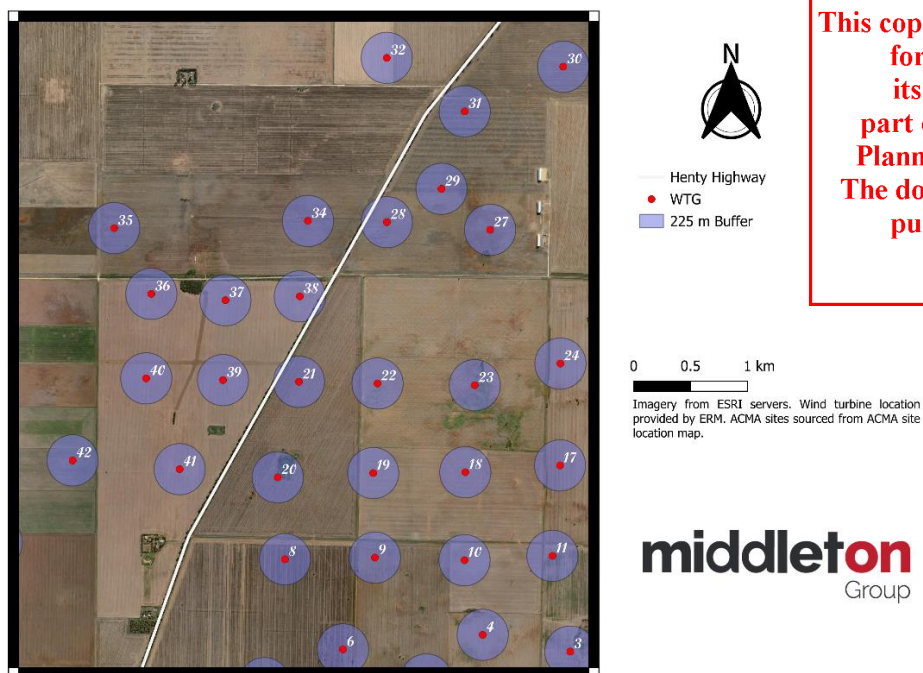 32
30
31
29
28
27
34
35
36
37
38
24
40
39
21
22
23
42
41
20
19
18
17
8
9
10
11
4
6
3
N
Henty Highway
WTG
225 m Buffer
0 0.5 1 km
Imagery from ESRI servers. Wind turbine location
provided by ERM. ACMA sites sourced from ACMA site
location map.
middleton
Group
This cop
for
its
part
Plann
The do
pu